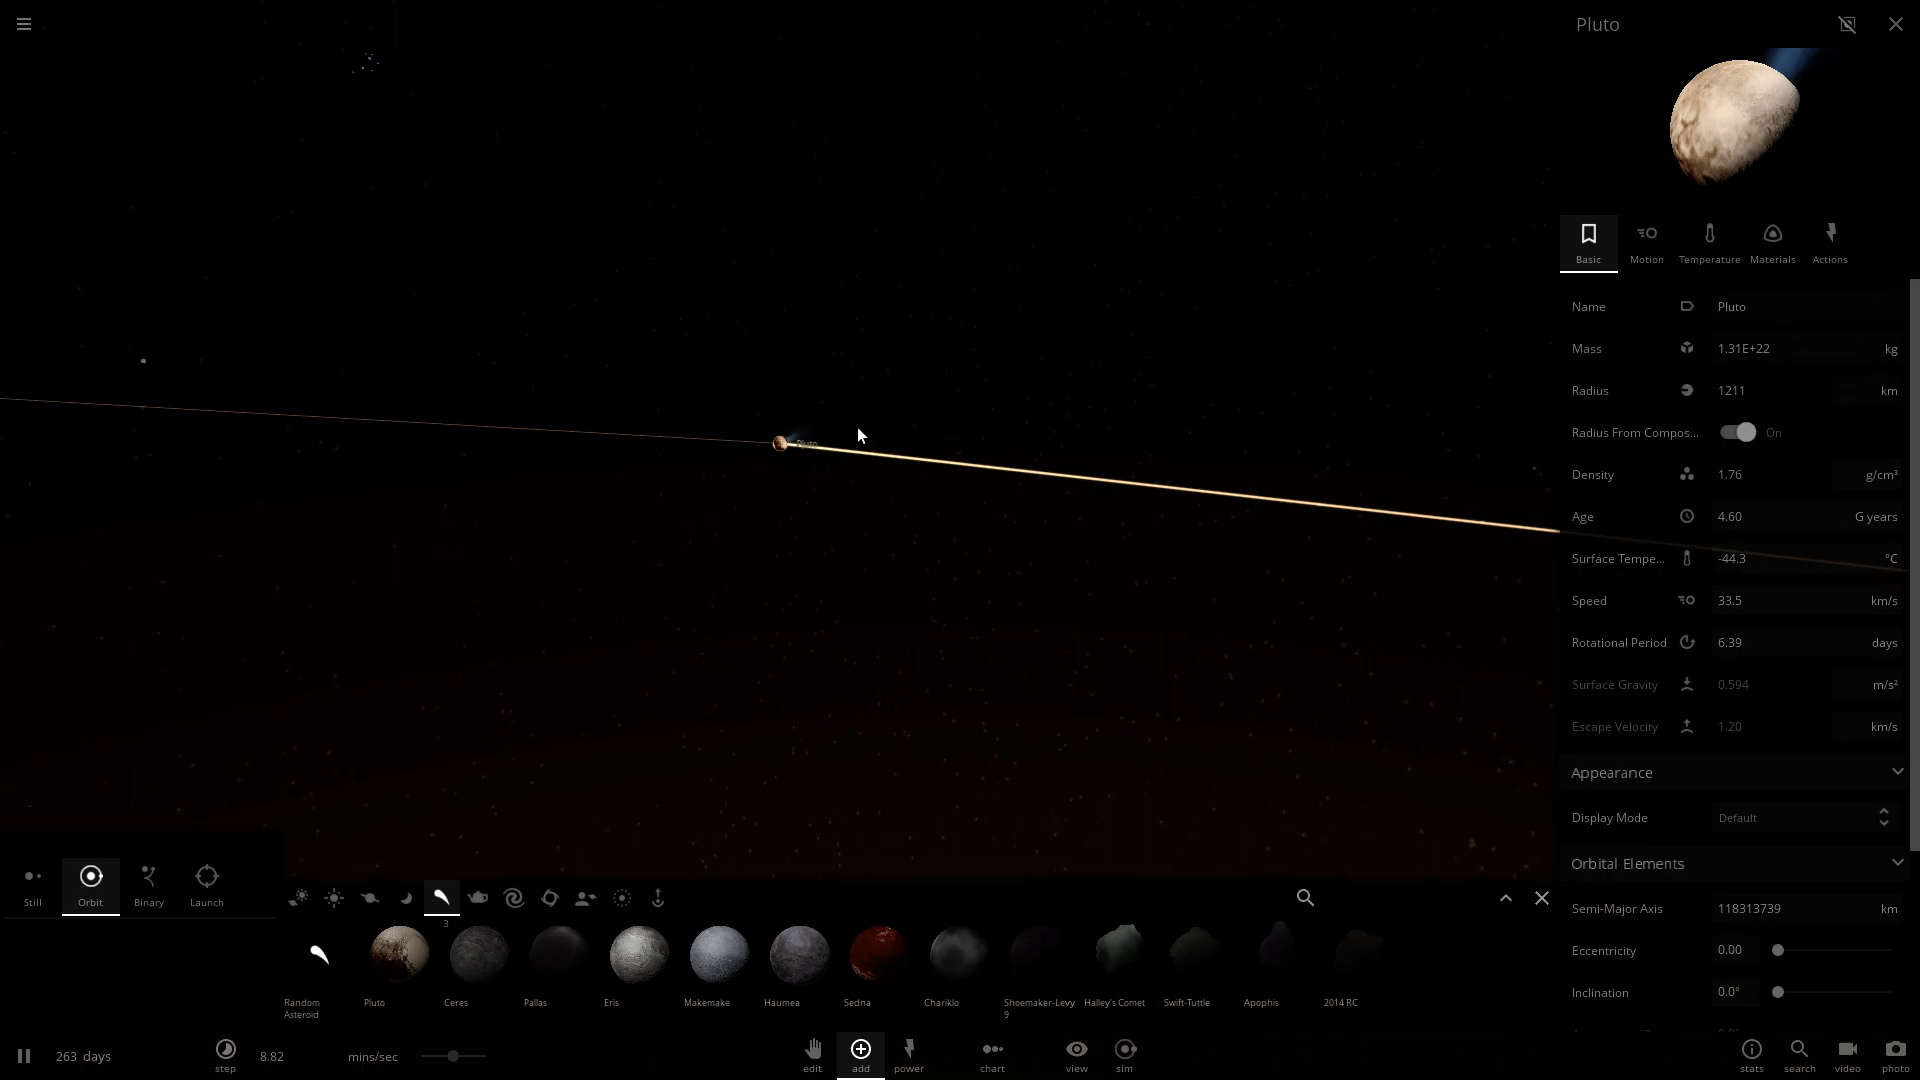 Pluto
Basic
Motion
Temperature
Materials
Actions
Name
Pluto
Mass
1.31E+22
kg
Radius
1211
km
Radius From Compos...
On
Density
1.76
g/cm³
Age
4.60
G years
Surface Tempe...
-44.3
°C
Speed
33.5
km/s
Rotational Period
6.39
days
Surface Gravity
0.594
m/s²
Escape Velocity
1.20
km/s
Appearance
Display Mode
Default
Orbital Elements
Semi-Major Axis
118313739
km
Eccentricity
0.00
Inclination
0.0°
Pluto
Still
Orbit
Binary
Launch
3
Random
Asteroid
Pluto
Ceres
Pallas
Eris
Makemake
Haumea
Sedna
Chariklo
Shoemaker-Levy
9
Halley's Comet
Swift-Tuttle
Apophis
2014 RC
263 days
step
8.82
mins/sec
edit
add
power
chart
view
sim
stats
search
video
photo